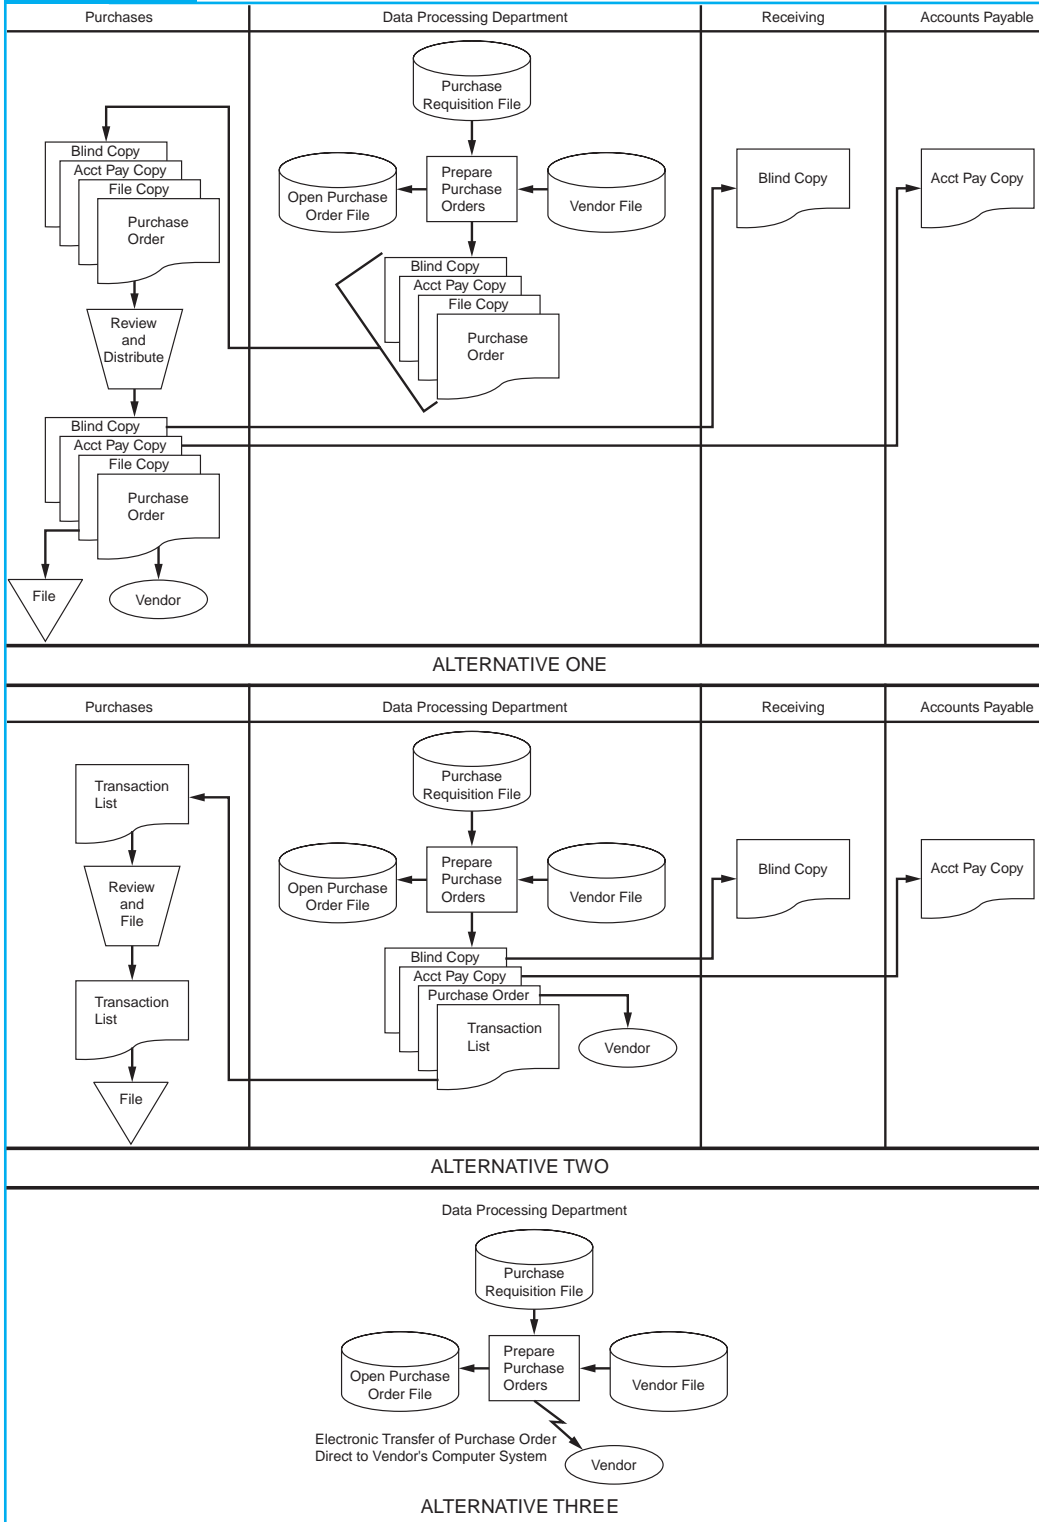 Purchases
Data Processing Department
Receiving
Accounts Payable
Purchase
Requisition File
Blind Copy
Acct Pay Copy
File Copy
Purchase
Order
Open Purchase
Order File
Prepare
Purchase
Orders
Vendor File
Blind Copy
Acct Pay Copy
Blind Copy
Acct Pay Copy
File Copy
Purchase
Order
Review
and
Distribute
Blind Copy
Acct Pay Copy
File Copy
Purchase
Order
File
Vendor
ALTERNATIVE ONE
Purchases
Data Processing Department
Receiving
Accounts Payable
Transaction
List
Purchase
Requisition File
Review
and
File
Open Purchase
Order File
Prepare
Purchase
Orders
Vendor File
Blind Copy
Acct Pay Copy
Blind Copy
Acct Pay Copy
Purchase Order
Transaction
List
Vendor
Transaction
List
File
ALTERNATIVE TWO
Data Processing Department
Purchase
Requisition File
Open Purchase
Order File
Prepare
Purchase
Orders
Vendor File
Electronic Transfer of Purchase Order
Direct to Vendor's Computer System
Vendor
ALTERNATIVE THREE